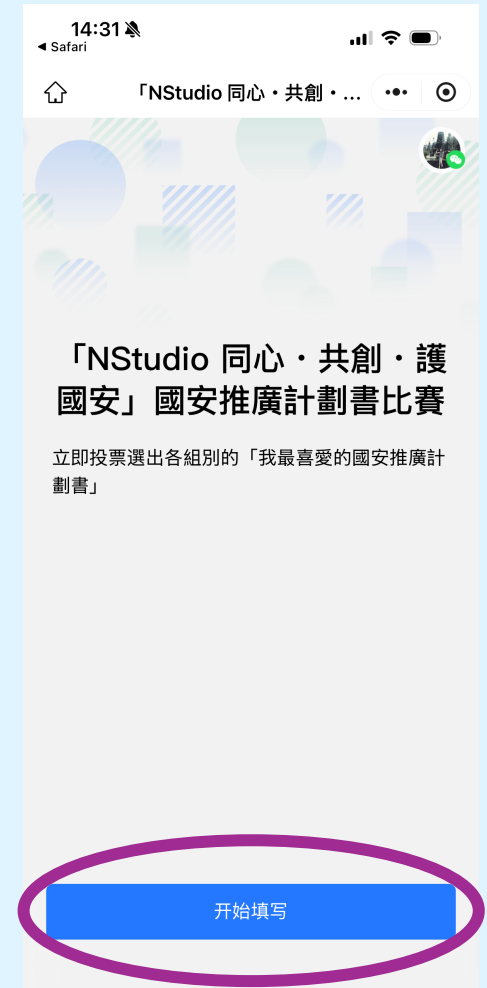 14:31
◀ Safari
「NStudio 同心・共創・...
「NStudio 同心・共創・護
國安」國安推廣計劃書比賽
立即投票選出各組別的「我最喜愛的國安推廣計
劃書」
开始填写